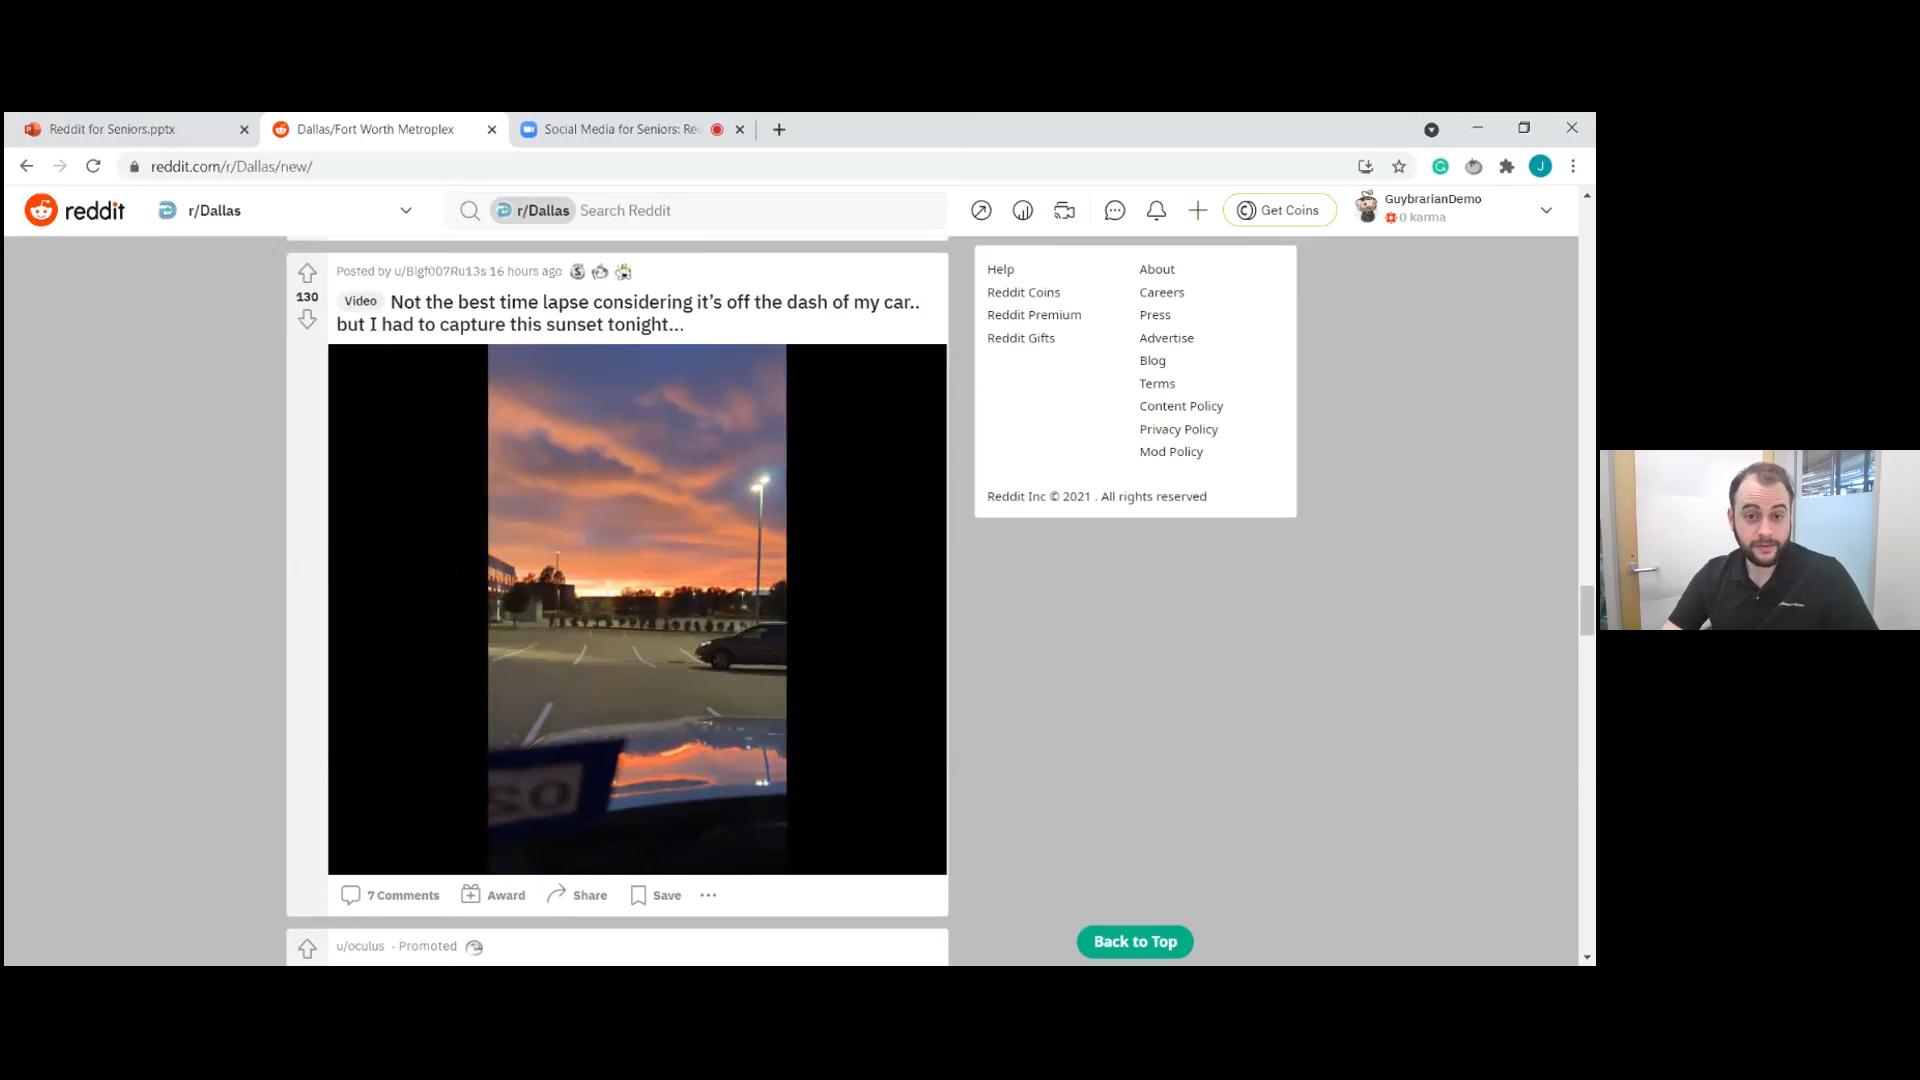 Reddit for Seniors.pptx
Dallas/Fort Worth Metroplex
Social Media for Seniors: Re
reddit.com/r/Dallas/new/
J
reddit
r/Dallas
r/Dallas Search Reddit
Get Coins
GuybrarianDemo
0 karma
Posted by u/Bigf007Ru13s 16 hours ago
130
Video Not the best time lapse considering it's off the dash of my car..
but I had to capture this sunset tonight...
7 Comments
Award
Share
Save
u/oculus · Promoted
Help
Reddit Coins
Reddit Premium
Reddit Gifts
About
Careers
Press
Advertise
Blog
Terms
Content Policy
Privacy Policy
Mod Policy
Reddit Inc © 2021 . All rights reserved
Back to Top